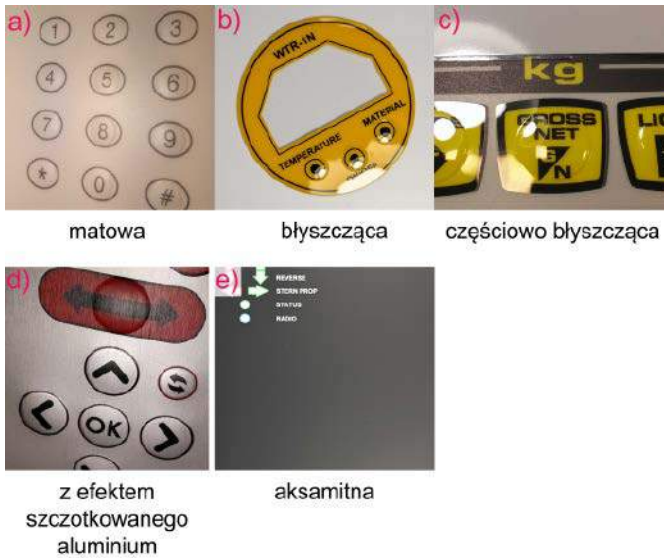 a)
1 2 3
4 5 6
7 8 9
* 0 #
matowa
b)
WTR-IN
TEMPERATURE
MATERIAL
błyszcząca
c)
kg
GROSS
NET
G
N
częściowo błyszcząca
d)
OK
z efektem
szczotkowanego
aluminium
e)
REVERSE
STERN PROP
STATUS
RADIO
aksamitna